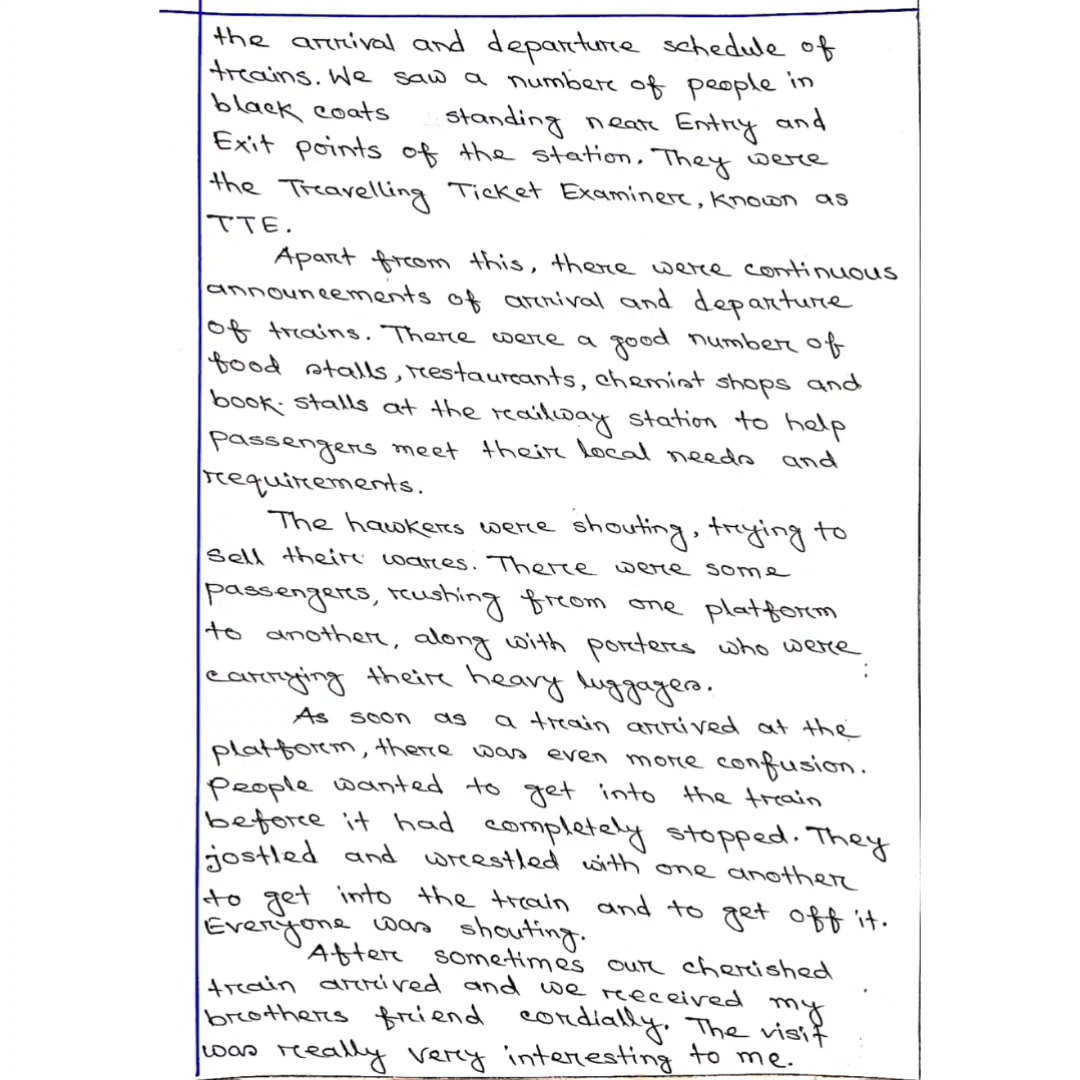 the arrival and departure schedule of
trains. We saw a number of people in
black coats standing near Entry and
Exit points of the station. They were
the Travelling Ticket Examiner, known as
TTE.
Apart from this, there were continuous
announcements of arrival and departure
of trains. There were a good number of
food stalls, restaurants, chemist shops and
book stalls at the railway station to help
passengers meet their local needs and
requirements.
The hawkers were shouting, trying to
sell their wares. There were some
passengers, rushing from one platform
to another, along with porters who were
carrying their heavy luggages.
As soon as a train arrived at the
platform, there was even more confusion.
People wanted to get into the train
before it had completely stopped. They
jostled and wrestled with one another
to get into the train and to get off it.
Everyone was shouting.
After sometimes our cherished
train arrived and we received my
brothers friend cordially. The visit
was really very interesting to me.